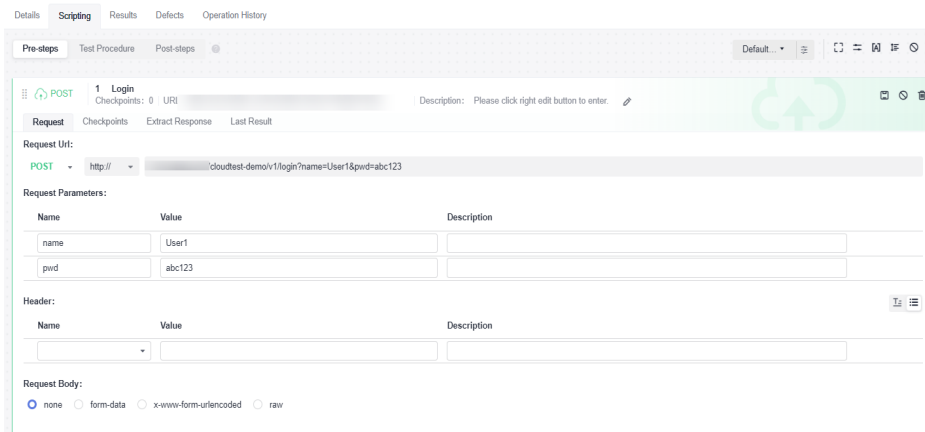 Details Scripting Results Defects Operation History
Pre-steps Test Procedure Post-steps Default...
POST 1 Login
Checkpoints: 0 URI Description: Please click right edit button to enter.
Request Checkpoints Extract Response Last Result
Request Url:
POST http:// /cloudtest-demo/v1/login?name=User1&pwd=abc123
Request Parameters:
Name Value Description
name User1
pwd abc123
Header:
Name Value Description
Request Body:
none form-data x-www-form-urlencoded raw